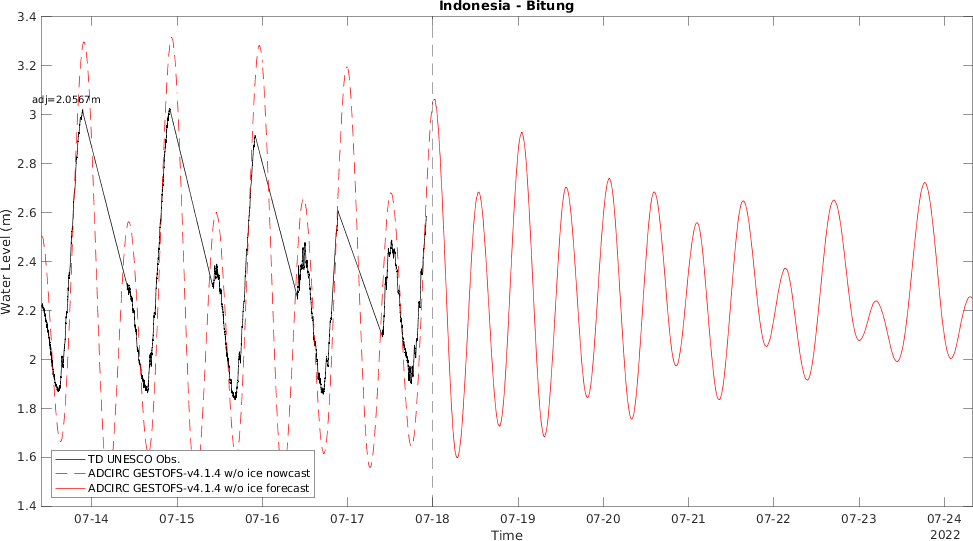 Indonesia - Bitung
Water Level (m)
3.4
3.2
3
2.8
2.6
2.4
2.2
2
1.8
1.6
1.4
adj=2.0567m
TD UNESCO Obs.
ADCIRC GESTOFS-v4.1.4 w/o ice nowcast
ADCIRC GESTOFS-v4.1.4 w/o ice forecast
07-14 07-15 07-16 07-17 07-18 07-19 07-20 07-21 07-22 07-23 07-24
2022
Time